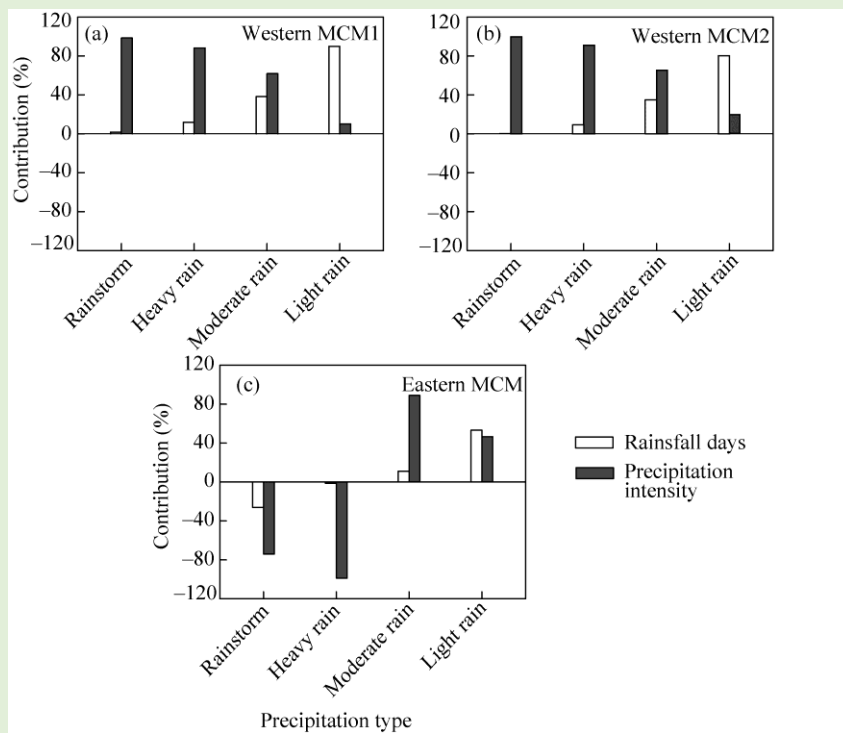 (a) Western MCM1
Contribution (%)
120
80
40
0
–40
–80
–120
Rainstorm
Heavy rain
Moderate rain
Light rain
(b) Western MCM2
120
80
40
0
–40
–80
–120
Rainstorm
Heavy rain
Moderate rain
Light rain
(c) Eastern MCM
Contribution (%)
120
80
40
0
–40
–80
–120
Rainstorm
Heavy rain
Moderate rain
Light rain
Precipitation type
Rainsfall days
Precipitation
intensity